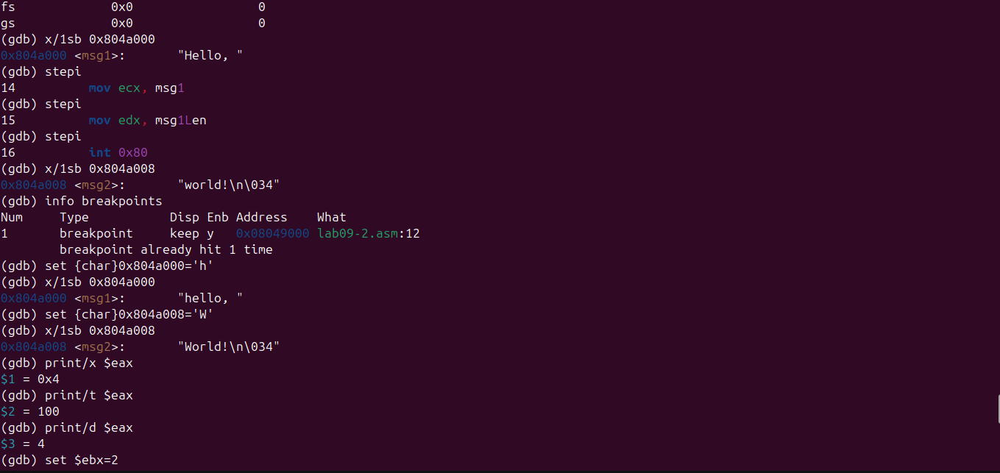 fs             0x0                 0
gs             0x0                 0
(gdb) x/1sb 0x804a000
0x804a000 <msg1>:       "Hello, "
(gdb) stepi
14          mov ecx, msg1
(gdb) stepi
15          mov edx, msg1Len
(gdb) stepi
16          int 0x80
(gdb) x/1sb 0x804a008
0x804a008 <msg2>:       "world!\n\034"
(gdb) info breakpoints
Num     Type           Disp Enb Address    What
1       breakpoint     keep y   0x08049000 lab09-2.asm:12
        breakpoint already hit 1 time
(gdb) set {char}0x804a000='h'
(gdb) x/1sb 0x804a000
0x804a000 <msg1>:       "hello, "
(gdb) set {char}0x804a008='W'
(gdb) x/1sb 0x804a008
0x804a008 <msg2>:       "World!\n\034"
(gdb) print/x $eax
$1 = 0x4
(gdb) print/t $eax
$2 = 100
(gdb) print/d $eax
$3 = 4
(gdb) set $ebx=2